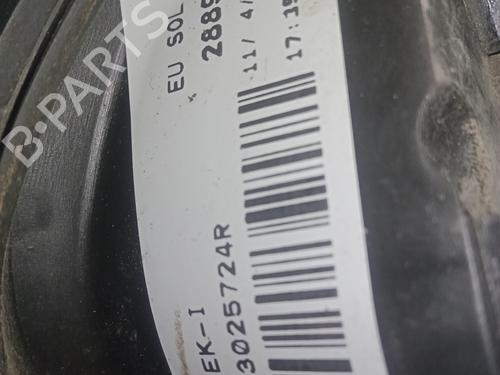 EU SOL
2889
11/ 4/
17:19
EK-I
3025724R
B-PARTS